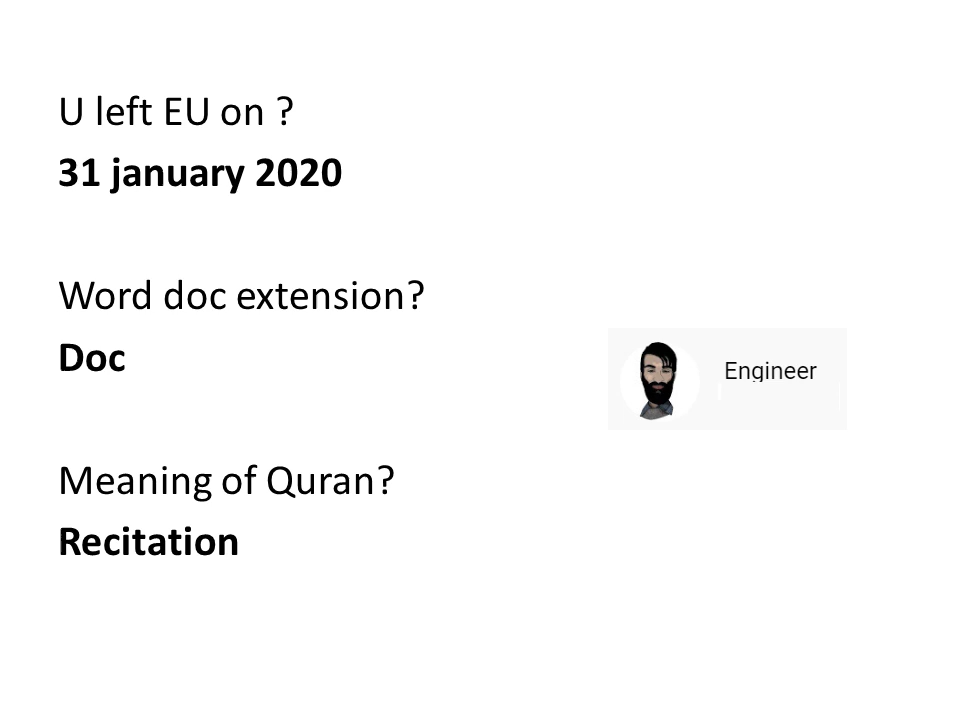 U left EU on ?
31 january 2020
Word doc extension?
Doc
Engineer
Meaning of Quran?
Recitation